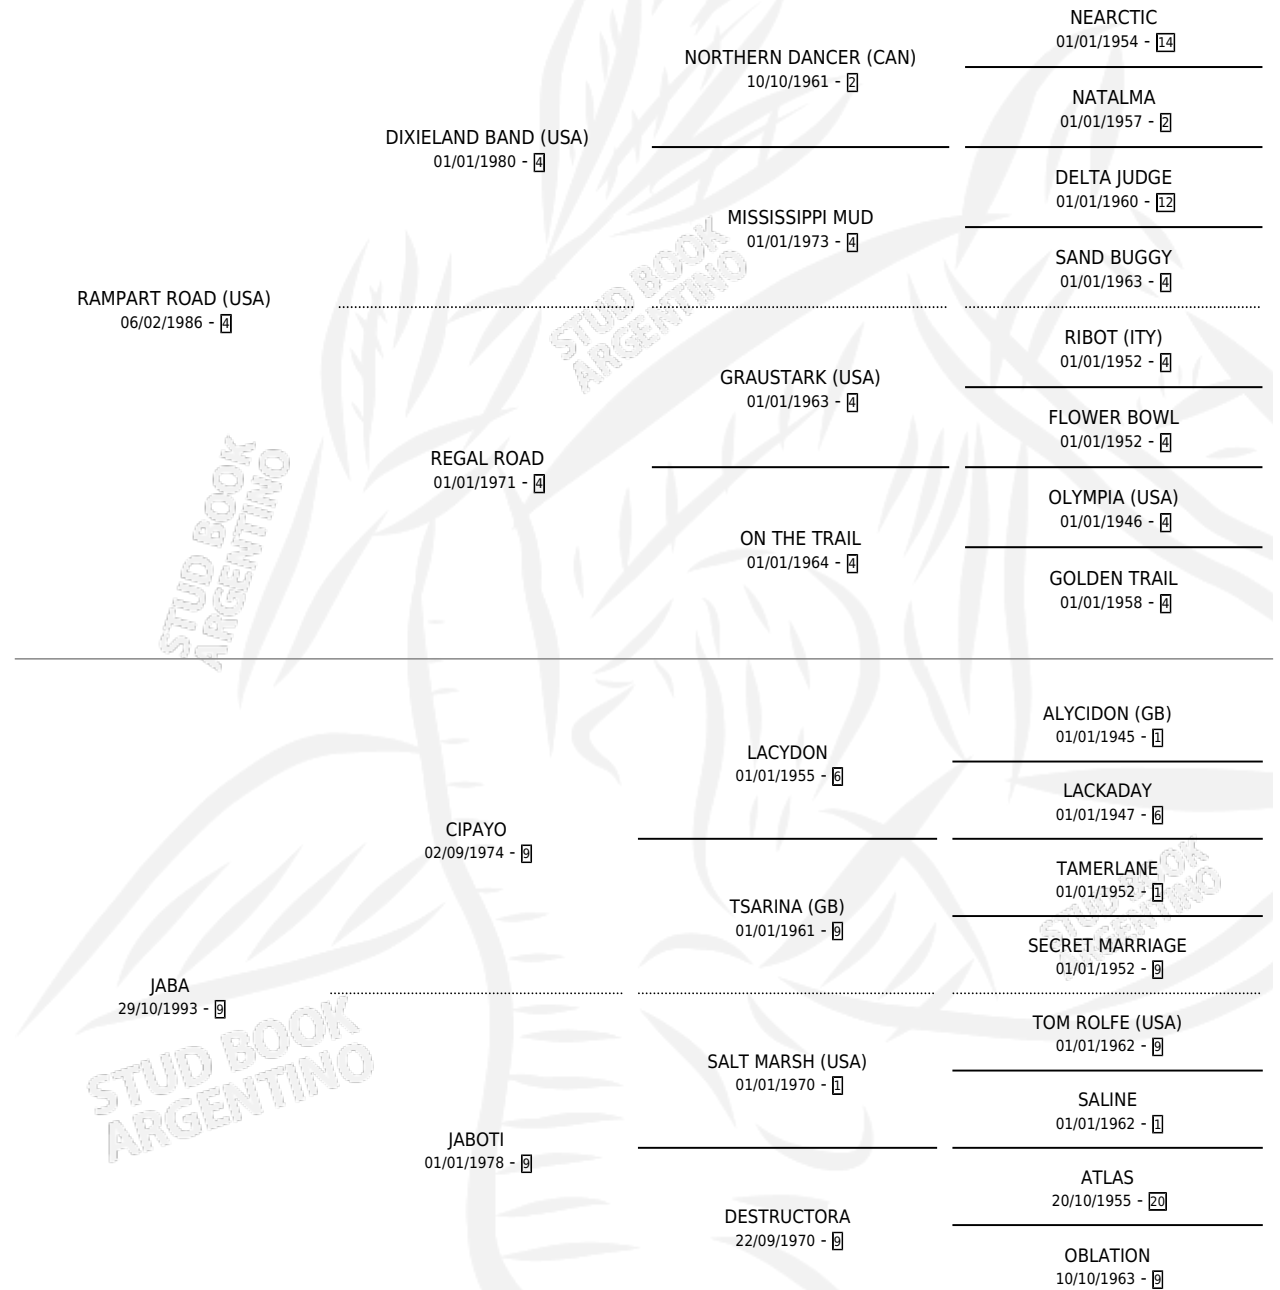 NEARCTIC
01/01/1954 - 14
NORTHERN DANCER (CAN)
10/10/1961 - 2
NATALMA
01/01/1957 - 2
DIXIELAND BAND (USA)
01/01/1980 - 4
DELTA JUDGE
01/01/1960 - 12
MISSISSIPPI MUD
01/01/1973 - 4
SAND BUGGY
01/01/1963 - 4
RAMPART ROAD (USA)
06/02/1986 - 4
RIBOT (ITY)
01/01/1952 - 4
GRAUSTARK (USA)
01/01/1963 - 4
FLOWER BOWL
01/01/1952 - 4
REGAL ROAD
01/01/1971 - 4
OLYMPIA (USA)
01/01/1946 - 4
ON THE TRAIL
01/01/1964 - 4
GOLDEN TRAIL
01/01/1958 - 4
ALYCIDON (GB)
01/01/1945 - 1
LACYDON
01/01/1955 - 6
LACKADAY
01/01/1947 - 6
CIPAYO
02/09/1974 - 9
TAMERLANE
01/01/1952 - 1
TSARINA (GB)
01/01/1961 - 9
SECRET MARRIAGE
01/01/1952 - 9
JABA
29/10/1993 - 9
TOM ROLFE (USA)
01/01/1962 - 9
SALT MARSH (USA)
01/01/1970 - 1
SALINE
01/01/1962 - 1
JABOTI
01/01/1978 - 9
ATLAS
20/10/1955 - 20
DESTRUCTORA
22/09/1970 - 9
OBLATION
10/10/1963 - 9
STUD BOOK
ARGENTINO
STUD BOOK
ARGENTINO
STUD BOOK
ARGENTINO
STUD BOOK
ARGENTINO